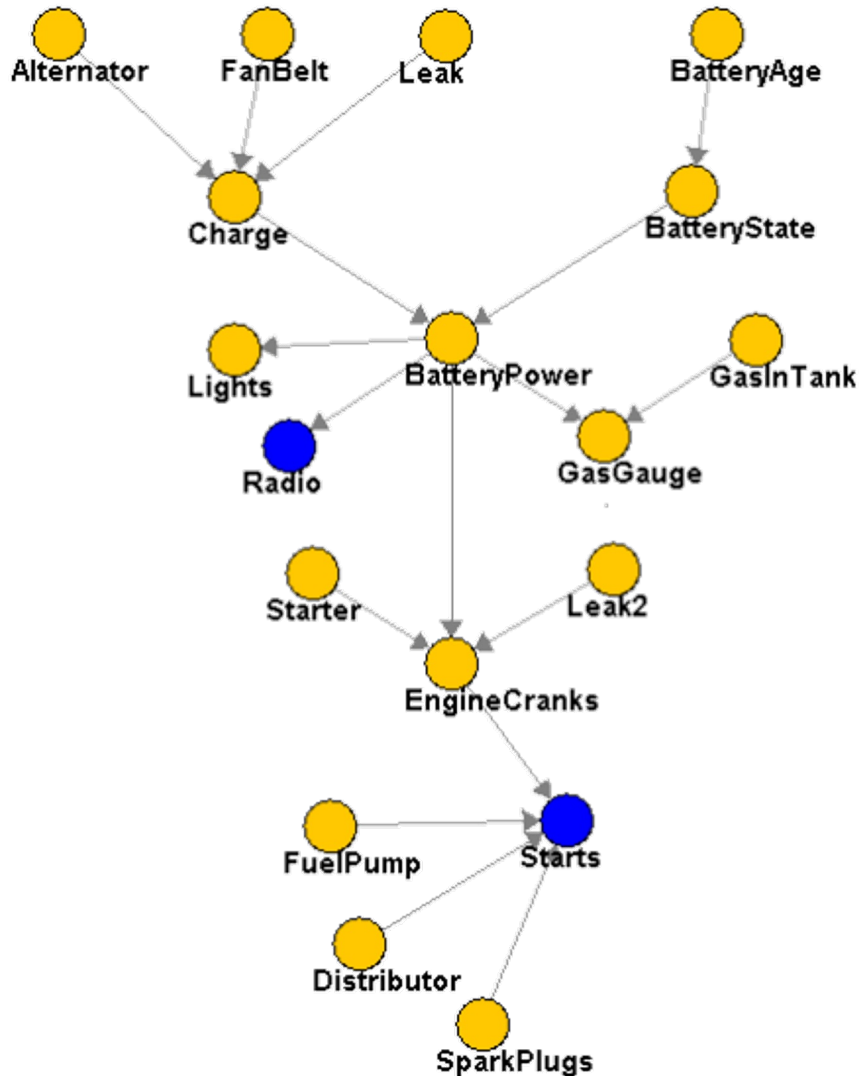 Alternator
FanBelt
Leak
BatteryAge
Charge
BatteryState
Lights
BatteryPower
GasInTank
Radio
GasGauge
Starter
Leak2
EngineCranks
FuelPump
Starts
Distributor
SparkPlugs